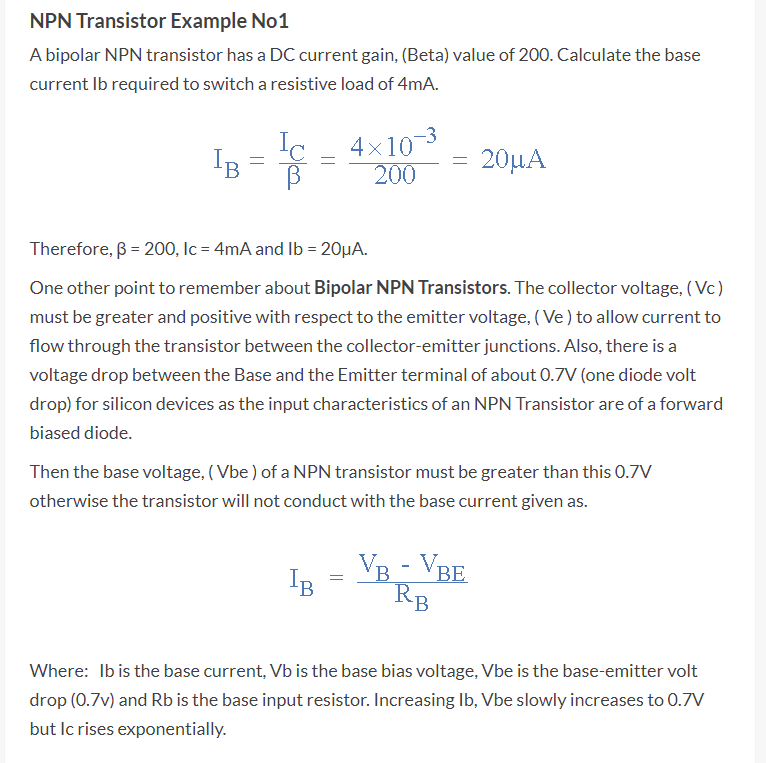 NPN Transistor Example No1
A bipolar NPN transistor has a DC current gain, (Beta) value of 200. Calculate the base
current Ib required to switch a resistive load of 4mA.
I_B = I_C/β = 4×10⁻³/200 = 20μA
Therefore, β = 200, Ic = 4mA and Ib = 20µA.
One other point to remember about Bipolar NPN Transistors. The collector voltage, ( Vc )
must be greater and positive with respect to the emitter voltage, ( Ve ) to allow current to
flow through the transistor between the collector-emitter junctions. Also, there is a
voltage drop between the Base and the Emitter terminal of about 0.7V (one diode volt
drop) for silicon devices as the input characteristics of an NPN Transistor are of a forward
biased diode.
Then the base voltage, ( Vbe ) of a NPN transistor must be greater than this 0.7V
otherwise the transistor will not conduct with the base current given as.
I_B = (V_B - V_BE)/R_B
Where: Ib is the base current, Vb is the base bias voltage, Vbe is the base-emitter volt
drop (0.7v) and Rb is the base input resistor. Increasing Ib, Vbe slowly increases to 0.7V
but Ic rises exponentially.